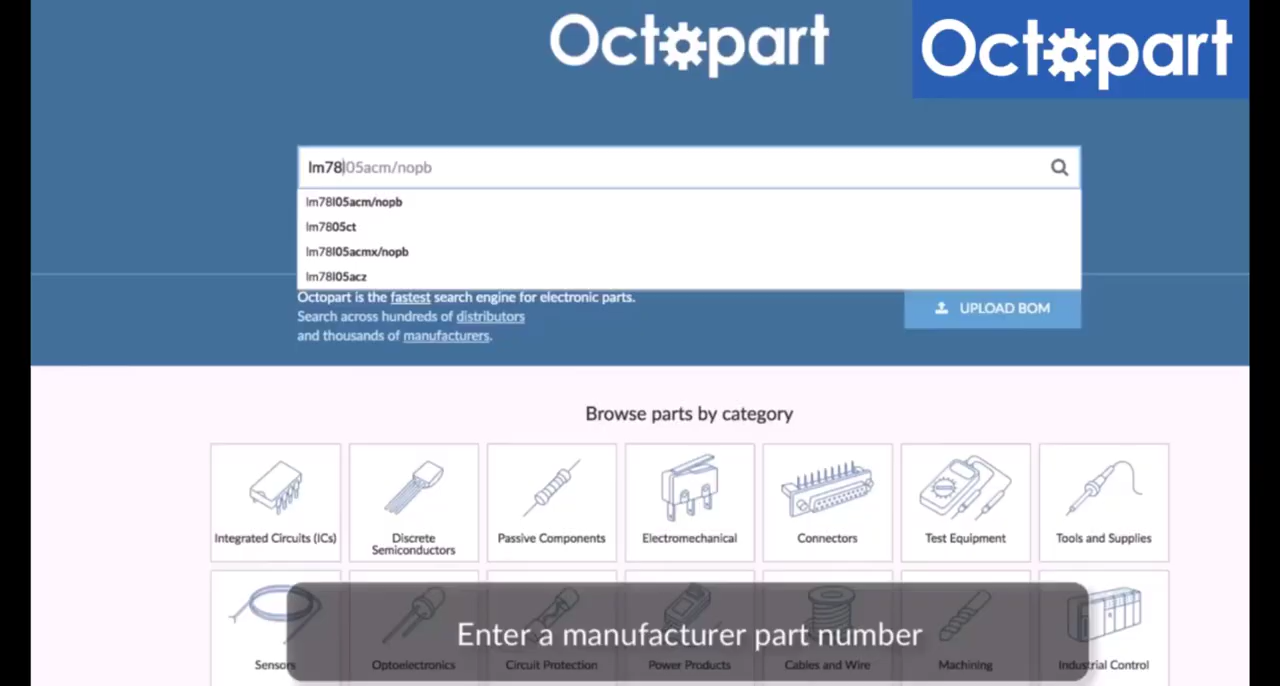 Octopart
Octopart
lm78l05acm/nopb
lm78l05acm/nopb
lm7805ct
lm78l05acmx/nopb
lm78l05acz
Octopart is the fastest search engine for electronic parts.
Search across hundreds of distributors
and thousands of manufacturers.
UPLOAD BOM
Browse parts by category
Integrated Circuits (ICs)
Discrete
Semiconductors
Passive Components
Electromechanical
Connectors
Test Equipment
Tools and Supplies
Enter a manufacturer part number
Sensors
Optoelectronics
Circuit Protection
Power Products
Cables and Wire
Machining
Industrial Control